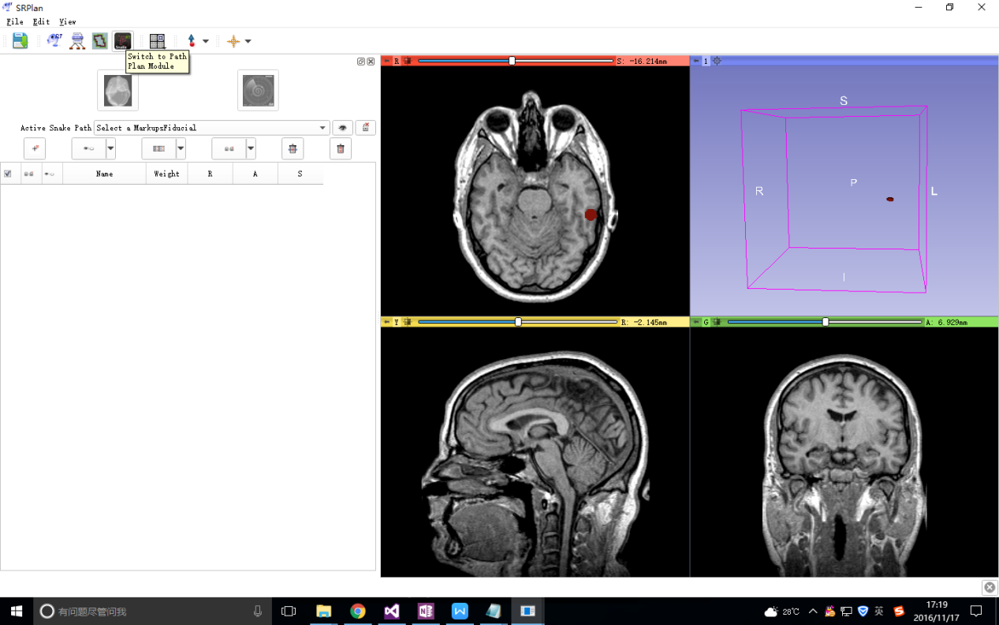 SRPlan
File Edit View
Switch to Path
Plan Module
R S: -16.214mm
1
S
R P L
I
Active Snake Path Select a MarkupsFiducial
Name Weight R A S
Y R: -2.145mm
G A: 6.929mm
有问题尽管问我
28℃ 英
17:19
2016/11/17